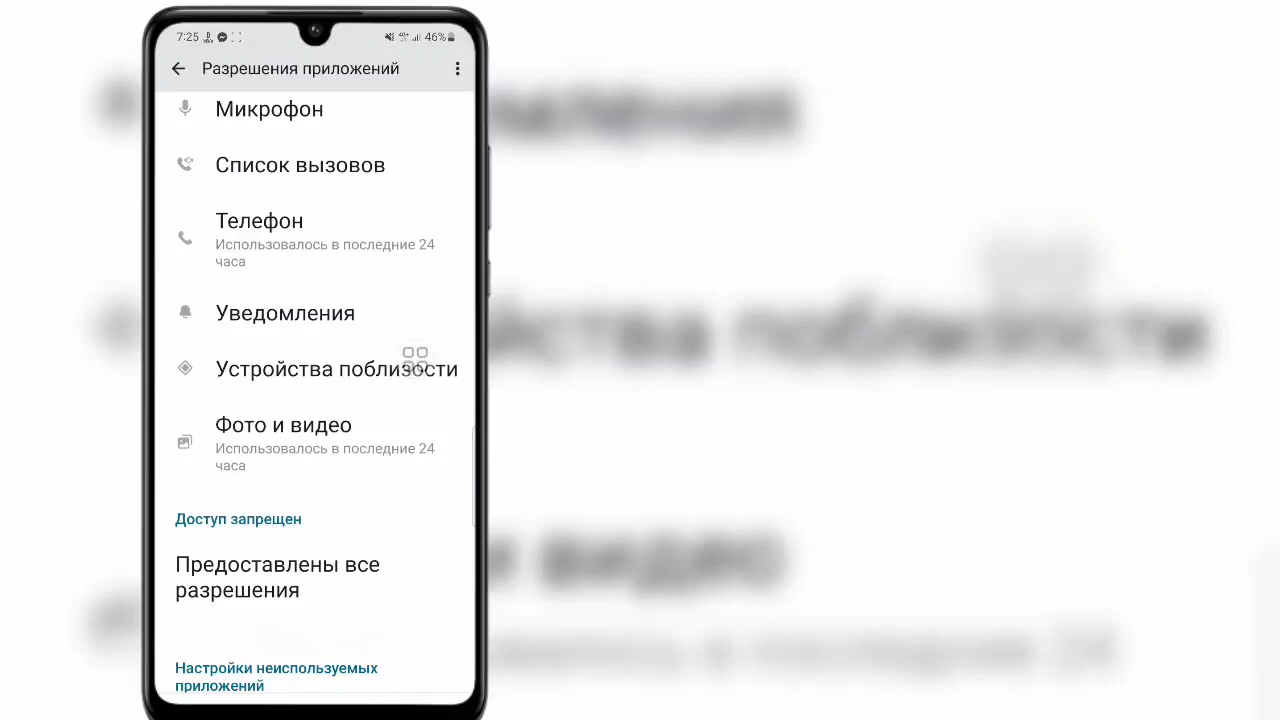 7:25 46%
Разрешения приложений
Микрофон
Список вызовов
Телефон
Использовалось в последние 24
часа
Уведомления
Устройства поблизости
Фото и видео
Использовалось в последние 24
часа
Доступ запрещен
Предоставлены все
разрешения
Настройки неиспользуемых
приложений